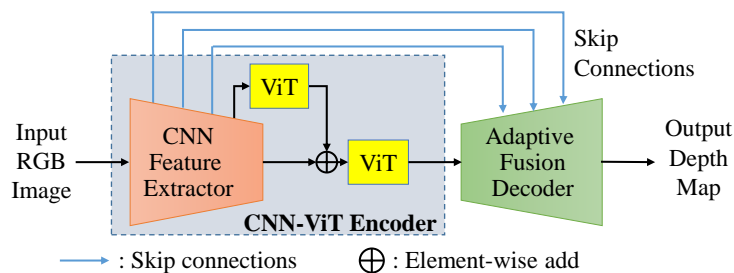 Skip
Connections
ViT
Input
RGB
Image
CNN
Feature
Extractor
ViT
Adaptive
Fusion
Decoder
Output
Depth
Map
CNN-ViT Encoder
: Skip connections
: Element-wise add